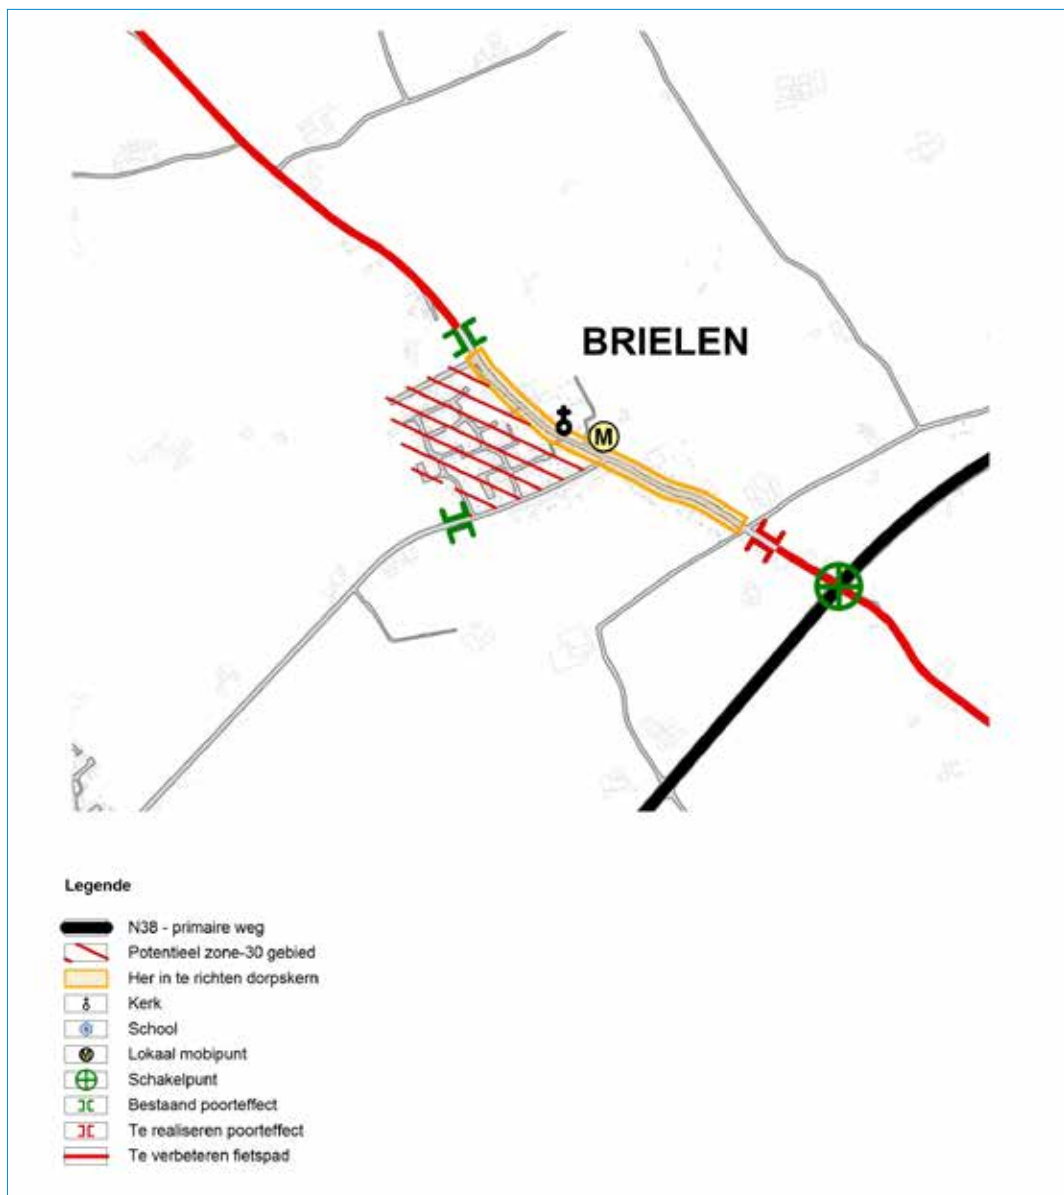 BRIELEN
M
Legende
N38 - primaire weg
Potentieel zone-30 gebied
Her in te richten dorpskern
Kerk
School
Lokaal mobipunt
Schakelpunt
Bestaand poorteffect
Te realiseren poorteffect
Te verbeteren fietspad